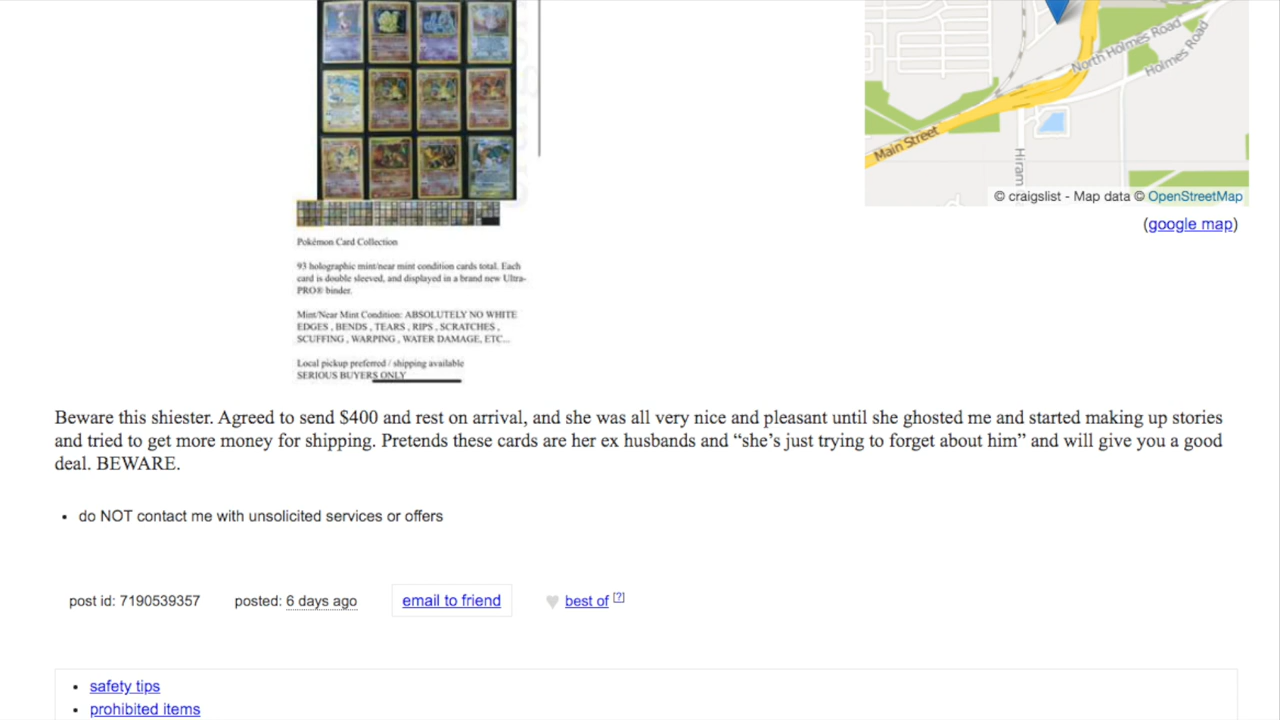 North Holmes Road
Holmes Road
Main Street
Hiram
© craigslist - Map data © OpenStreetMap
(google map)
Pokémon Card Collection
93 holographic mint/near mint condition cards total. Each
card is double sleeved, and displayed in a brand new Ultra-
PRO® binder.
Mint/Near Mint Condition: ABSOLUTELY NO WHITE
EDGES , BENDS , TEARS , RIPS , SCRATCHES ,
SCUFFING , WARPING , WATER DAMAGE, ETC...
Local pickup preferred / shipping available
SERIOUS BUYERS ONLY
Beware this shiester. Agreed to send $400 and rest on arrival, and she was all very nice and pleasant until she ghosted me and started making up stories
and tried to get more money for shipping. Pretends these cards are her ex husbands and “she’s just trying to forget about him” and will give you a good
deal. BEWARE.
• do NOT contact me with unsolicited services or offers
post id: 7190539357 posted: 6 days ago email to friend best of [?]
• safety tips
• prohibited items